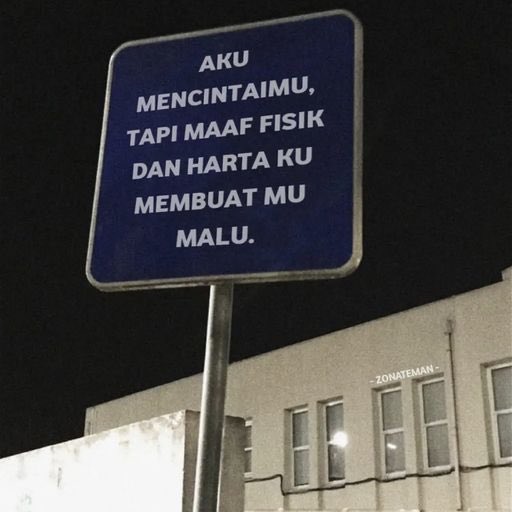 AKU
MENCINTAIMU,
TAPI MAAF FISIK
DAN HARTA KU
MEMBUAT MU
MALU.
- ZONATEMAN -